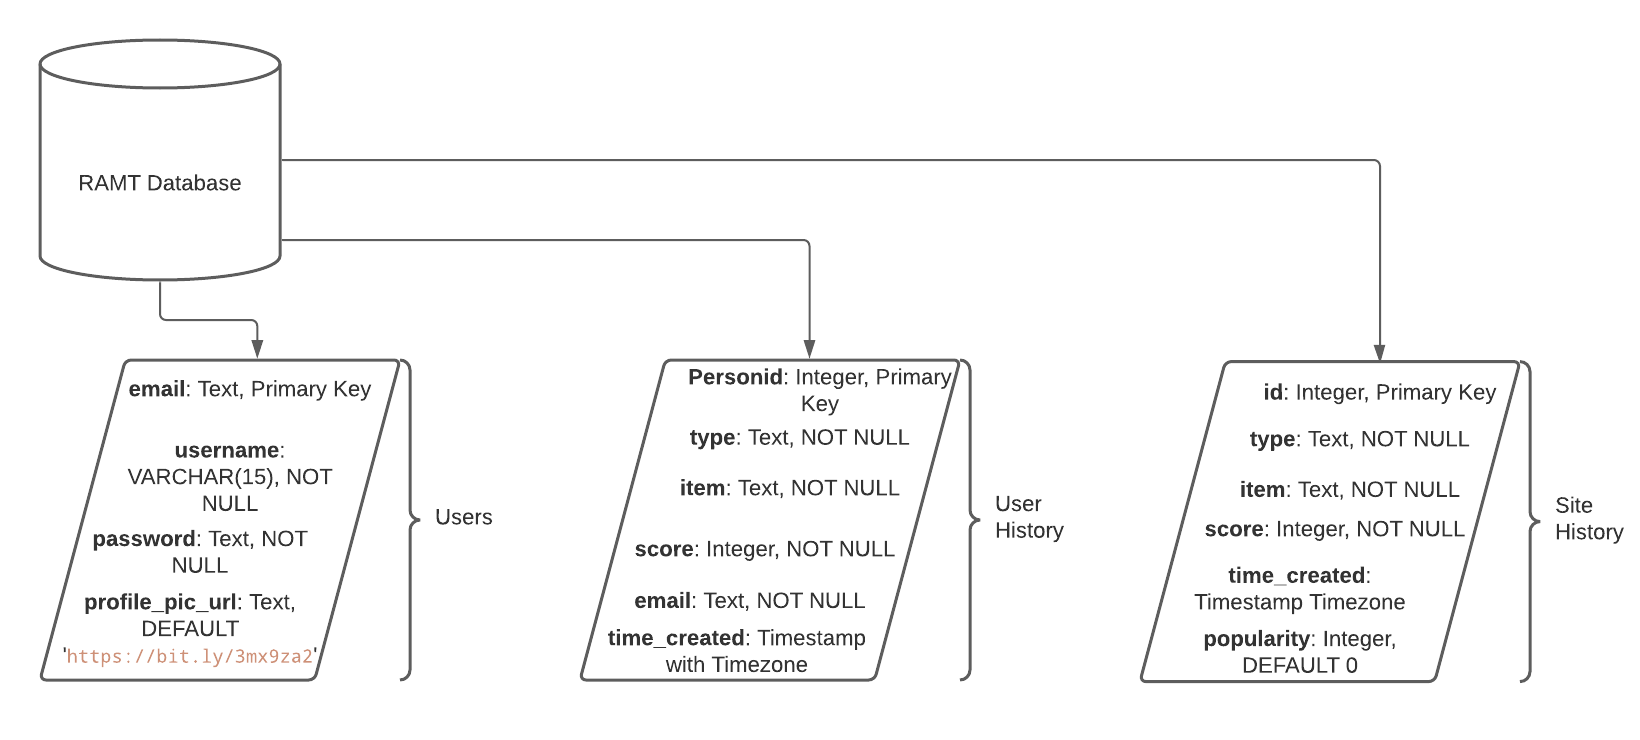 RAMT Database
email: Text, Primary Key
username:
VARCHAR(15), NOT
NULL
password: Text, NOT
NULL
profile_pic_url: Text,
DEFAULT
'https://bit.ly/3mx9za2'
Users
Personid: Integer, Primary
Key
type: Text, NOT NULL
item: Text, NOT NULL
score: Integer, NOT NULL
email: Text, NOT NULL
time_created: Timestamp
with Timezone
User
History
id: Integer, Primary Key
type: Text, NOT NULL
item: Text, NOT NULL
score: Integer, NOT NULL
time_created:
Timestamp Timezone
popularity: Integer,
DEFAULT 0
Site
History